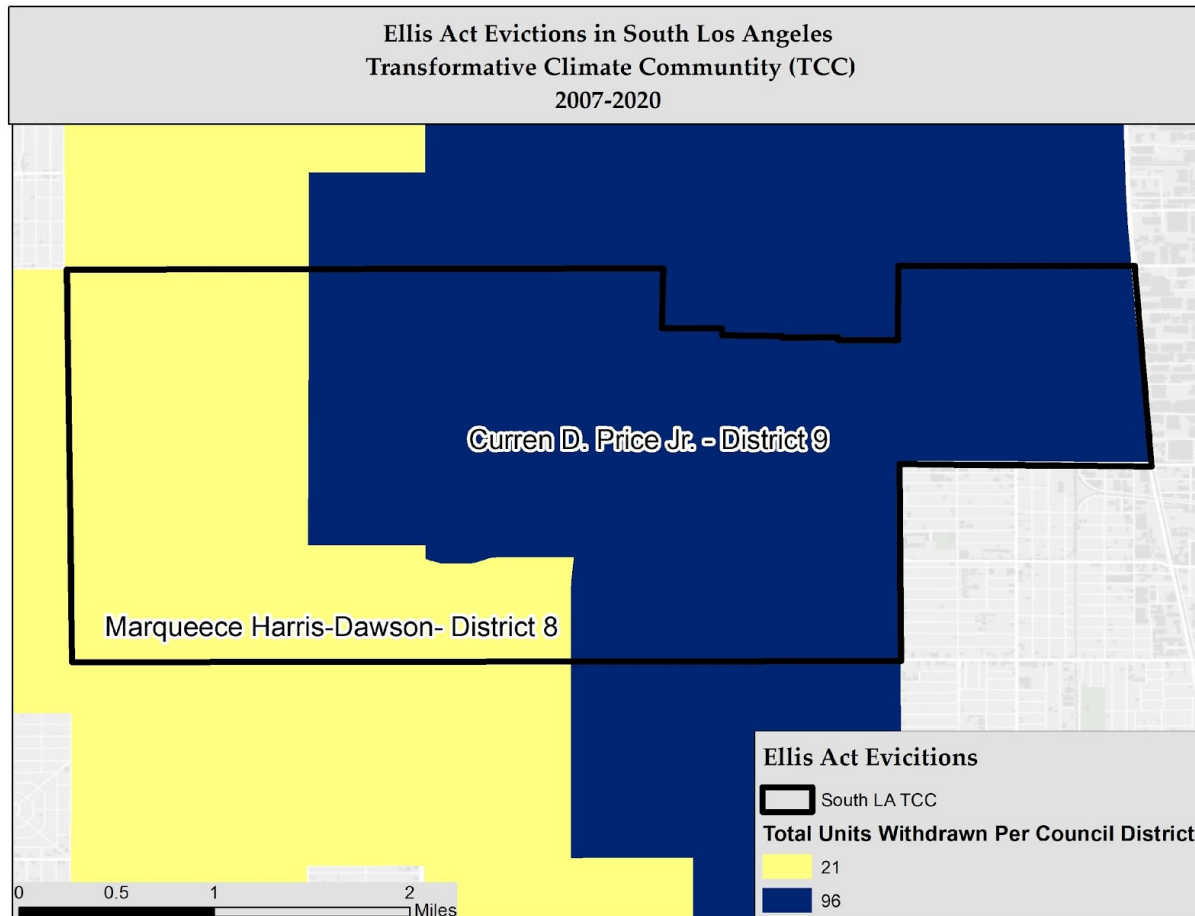 Ellis Act Evictions in South Los Angeles
Transformative Climate Communtity (TCC)
2007-2020
Curren D. Price Jr. - District 9
Marqueece Harris-Dawson- District 8
Ellis Act Evicitions
South LA TCC
Total Units Withdrawn Per Council District
21
96
0 0.5 1 2
Miles